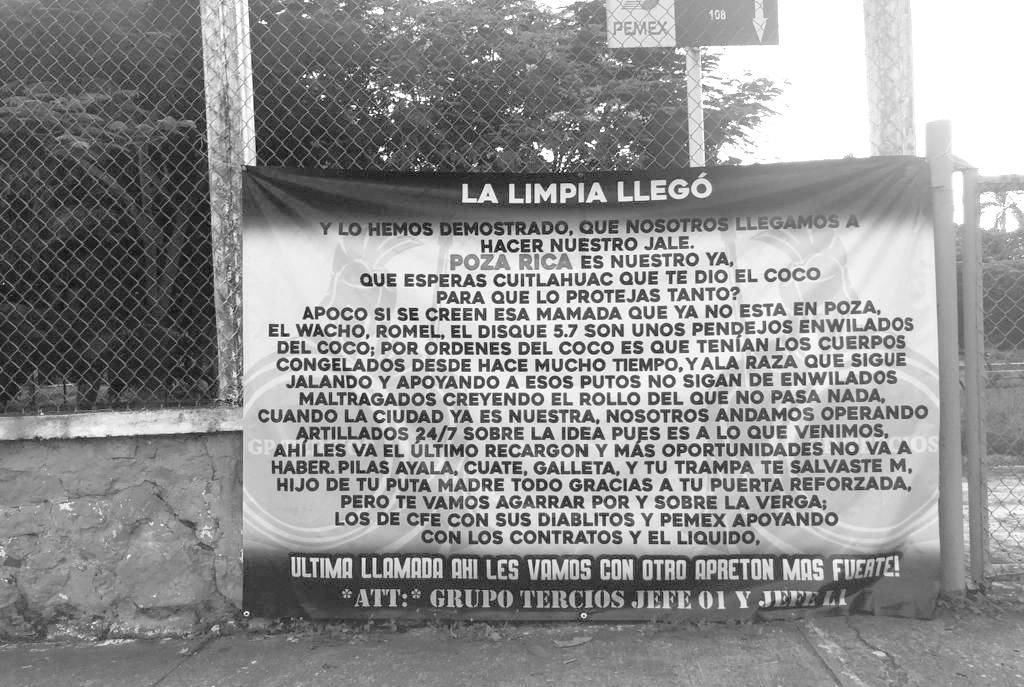 PEMEX
108
LA LIMPIA LLEGÓ
Y LO HEMOS DEMOSTRADO, QUE NOSOTROS LLEGAMOS A
HACER NUESTRO JALE.
POZA RICA ES NUESTRO YA,
QUE ESPERAS CUITLAHUAC QUE TE DIO EL COCO
PARA QUE LO PROTEJAS TANTO?
APOCO SI SE CREEN ESA MAMADA QUE YA NO ESTA EN POZA,
EL WACHO, ROMEL, EL DISQUE 5.7 SON UNOS PENDEJOS ENWILADOS
DEL COCO; POR ORDENES DEL COCO ES QUE TENÍAN LOS CUERPOS
CONGELADOS DESDE HACE MUCHO TIEMPO, Y A LA RAZA QUE SIGUE
JALANDO Y APOYANDO A ESOS PUTOS NO SIGAN DE ENWILADOS
MALTRAGADOS CREYENDO EL ROLLO DEL QUE NO PASA NADA,
CUANDO LA CIUDAD YA ES NUESTRA, NOSOTROS ANDAMOS OPERANDO
ARTILLADOS 24/7 SOBRE LA IDEA PUES ES A LO QUE VENIMOS,
AHÍ LES VA EL ÚLTIMO RECARGON Y MÁS OPORTUNIDADES NO VA A
HABER. PILAS AYALA, CUATE, GALLETA, Y TU TRAMPA TE SALVASTE M,
HIJO DE TU PUTA MADRE TODO GRACIAS A TU PUERTA REFORZADA,
PERO TE VAMOS AGARRAR POR Y SOBRE LA VERGA;
LOS DE CFE CON SUS DIABLITOS Y PEMEX APOYANDO
CON LOS CONTRATOS Y EL LIQUIDO,
ULTIMA LLAMADA AHI LES VAMOS CON OTRO APRETON MAS FUERTE!
*ATT:* GRUPO TERCIOS JEFE 01 Y JEFE L1